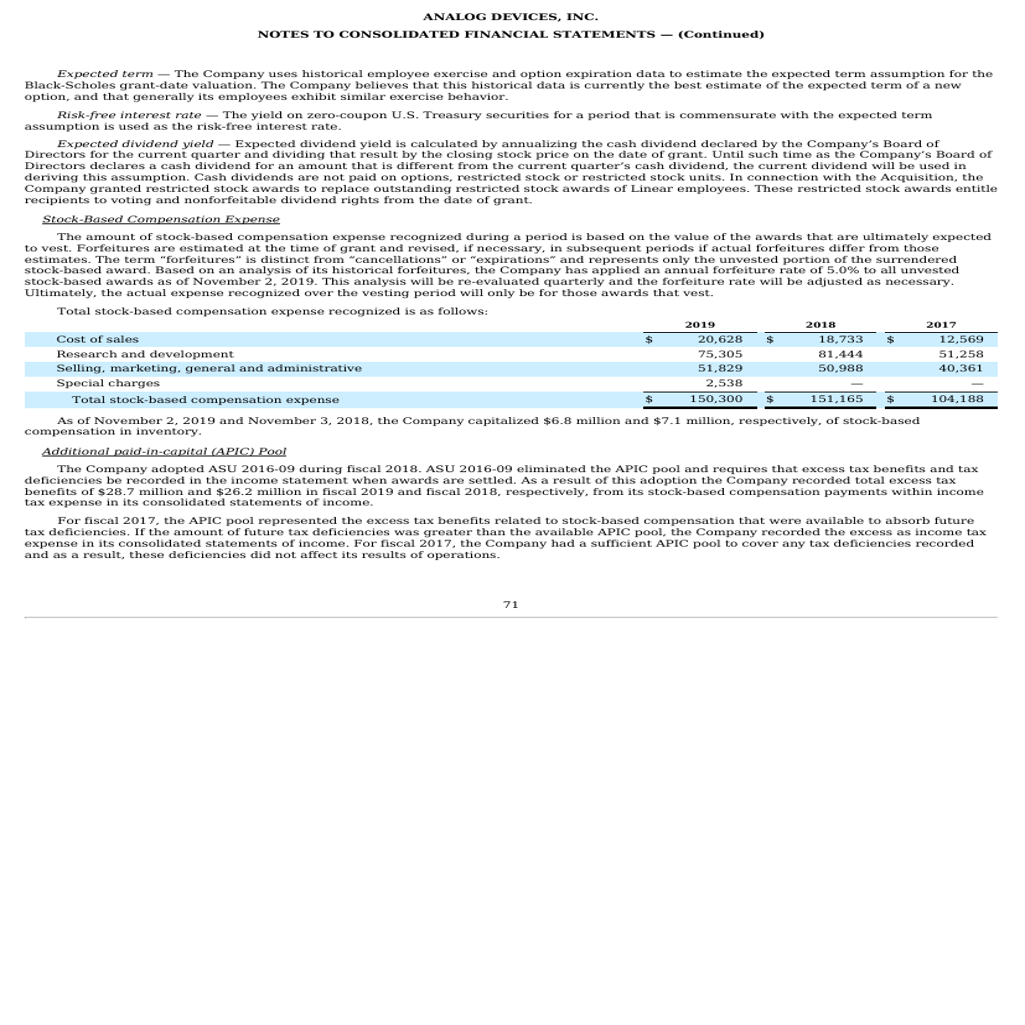 ANALOG DEVICES, INC.
NOTES TO CONSOLIDATED FINANCIAL STATEMENTS — (Continued)
Expected term — The Company uses historical employee exercise and option expiration data to estimate the expected term assumption for the
Black-Scholes grant-date valuation. The Company believes that this historical data is currently the best estimate of the expected term of a new
option, and that generally its employees exhibit similar exercise behavior.
Risk-free interest rate — The yield on zero-coupon U.S. Treasury securities for a period that is commensurate with the expected term
assumption is used as the risk-free interest rate.
Expected dividend yield — Expected dividend yield is calculated by annualizing the cash dividend declared by the Company’s Board of
Directors for the current quarter and dividing that result by the closing stock price on the date of grant. Until such time as the Company’s Board of
Directors declares a cash dividend for an amount that is different from the current quarter’s cash dividend, the current dividend will be used in
deriving this assumption. Cash dividends are not paid on options, restricted stock or restricted stock units. In connection with the Acquisition, the
Company granted restricted stock awards to replace outstanding restricted stock awards of Linear employees. These restricted stock awards entitle
recipients to voting and nonforfeitable dividend rights from the date of grant.
Stock-Based Compensation Expense
The amount of stock-based compensation expense recognized during a period is based on the value of the awards that are ultimately expected
to vest. Forfeitures are estimated at the time of grant and revised, if necessary, in subsequent periods if actual forfeitures differ from those
estimates. The term “forfeitures” is distinct from “cancellations” or “expirations” and represents only the unvested portion of the surrendered
stock-based award. Based on an analysis of its historical forfeitures, the Company has applied an annual forfeiture rate of 5.0% to all unvested
stock-based awards as of November 2, 2019. This analysis will be re-evaluated quarterly and the forfeiture rate will be adjusted as necessary.
Ultimately, the actual expense recognized over the vesting period will only be for those awards that vest.
Total stock-based compensation expense recognized is as follows:
2019 2018 2017
Cost of sales $ 20,628 $ 18,733 $ 12,569
Research and development 75,305 81,444 51,258
Selling, marketing, general and administrative 51,829 50,988 40,361
Special charges 2,538 — —
Total stock-based compensation expense $ 150,300 $ 151,165 $ 104,188
As of November 2, 2019 and November 3, 2018, the Company capitalized $6.8 million and $7.1 million, respectively, of stock-based
compensation in inventory.
Additional paid-in-capital (APIC) Pool
The Company adopted ASU 2016-09 during fiscal 2018. ASU 2016-09 eliminated the APIC pool and requires that excess tax benefits and tax
deficiencies be recorded in the income statement when awards are settled. As a result of this adoption the Company recorded total excess tax
benefits of $28.7 million and $26.2 million in fiscal 2019 and fiscal 2018, respectively, from its stock-based compensation payments within income
tax expense in its consolidated statements of income.
For fiscal 2017, the APIC pool represented the excess tax benefits related to stock-based compensation that were available to absorb future
tax deficiencies. If the amount of future tax deficiencies was greater than the available APIC pool, the Company recorded the excess as income tax
expense in its consolidated statements of income. For fiscal 2017, the Company had a sufficient APIC pool to cover any tax deficiencies recorded
and as a result, these deficiencies did not affect its results of operations.
71